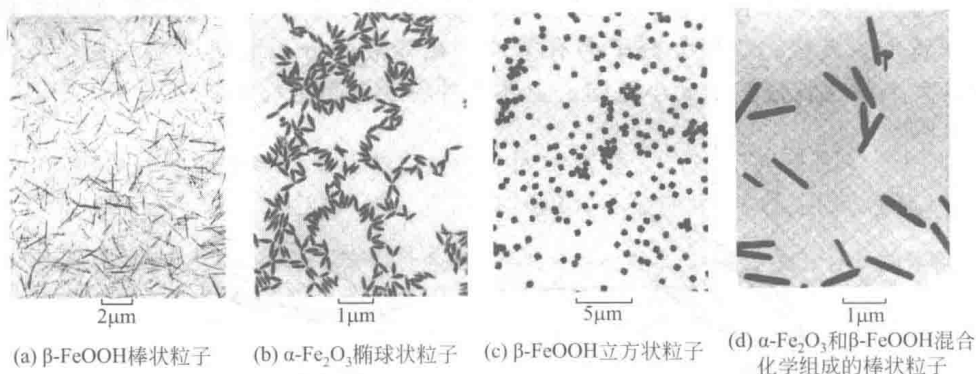 2μm
1μm
5μm
1μm
(a) β-FeOOH棒状粒子
(b) α-Fe₂O₃椭球状粒子
(c) β-FeOOH立方状粒子
(d) α-Fe₂O₃和β-FeOOH混合
化学组成的棒状粒子